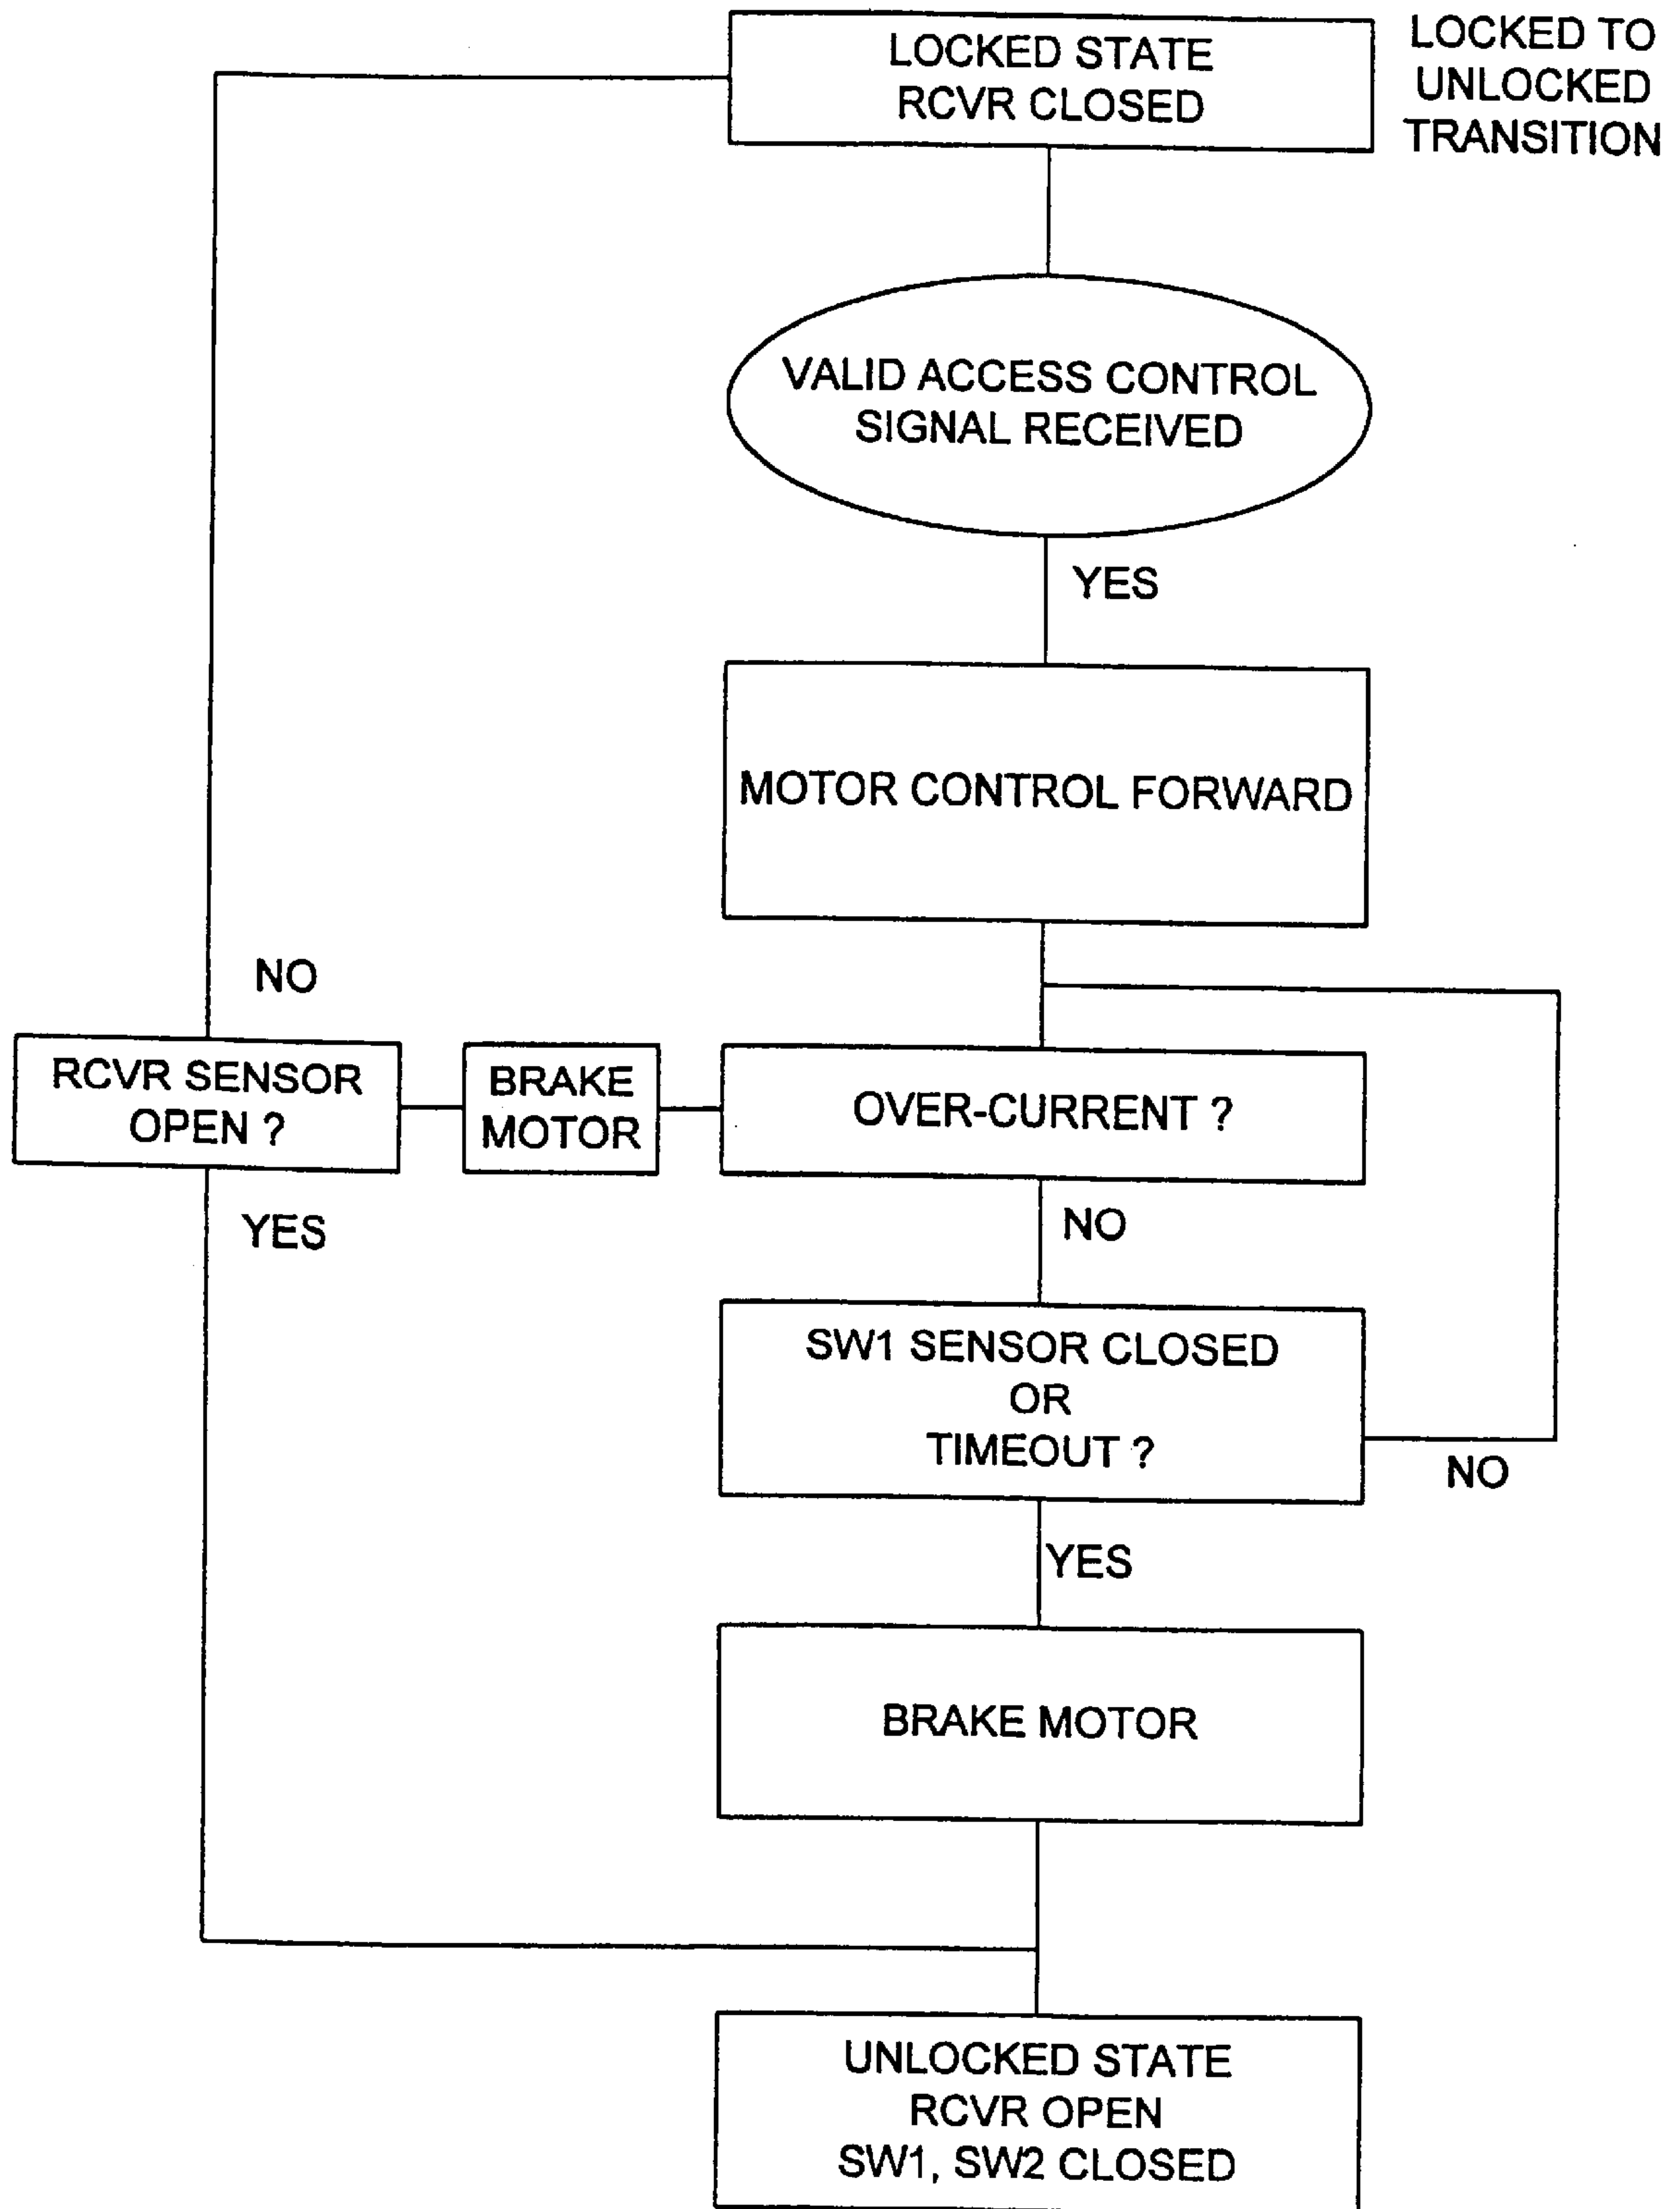 LOCKED STATE
RCVR CLOSED
LOCKED TO
UNLOCKED
TRANSITION
VALID ACCESS CONTROL
SIGNAL RECEIVED
YES
MOTOR CONTROL FORWARD
NO
RCVR SENSOR
OPEN ?
BRAKE
MOTOR
OVER-CURRENT ?
YES
NO
SW1 SENSOR CLOSED
OR
TIMEOUT ?
NO
YES
BRAKE MOTOR
UNLOCKED STATE
RCVR OPEN
SW1, SW2 CLOSED